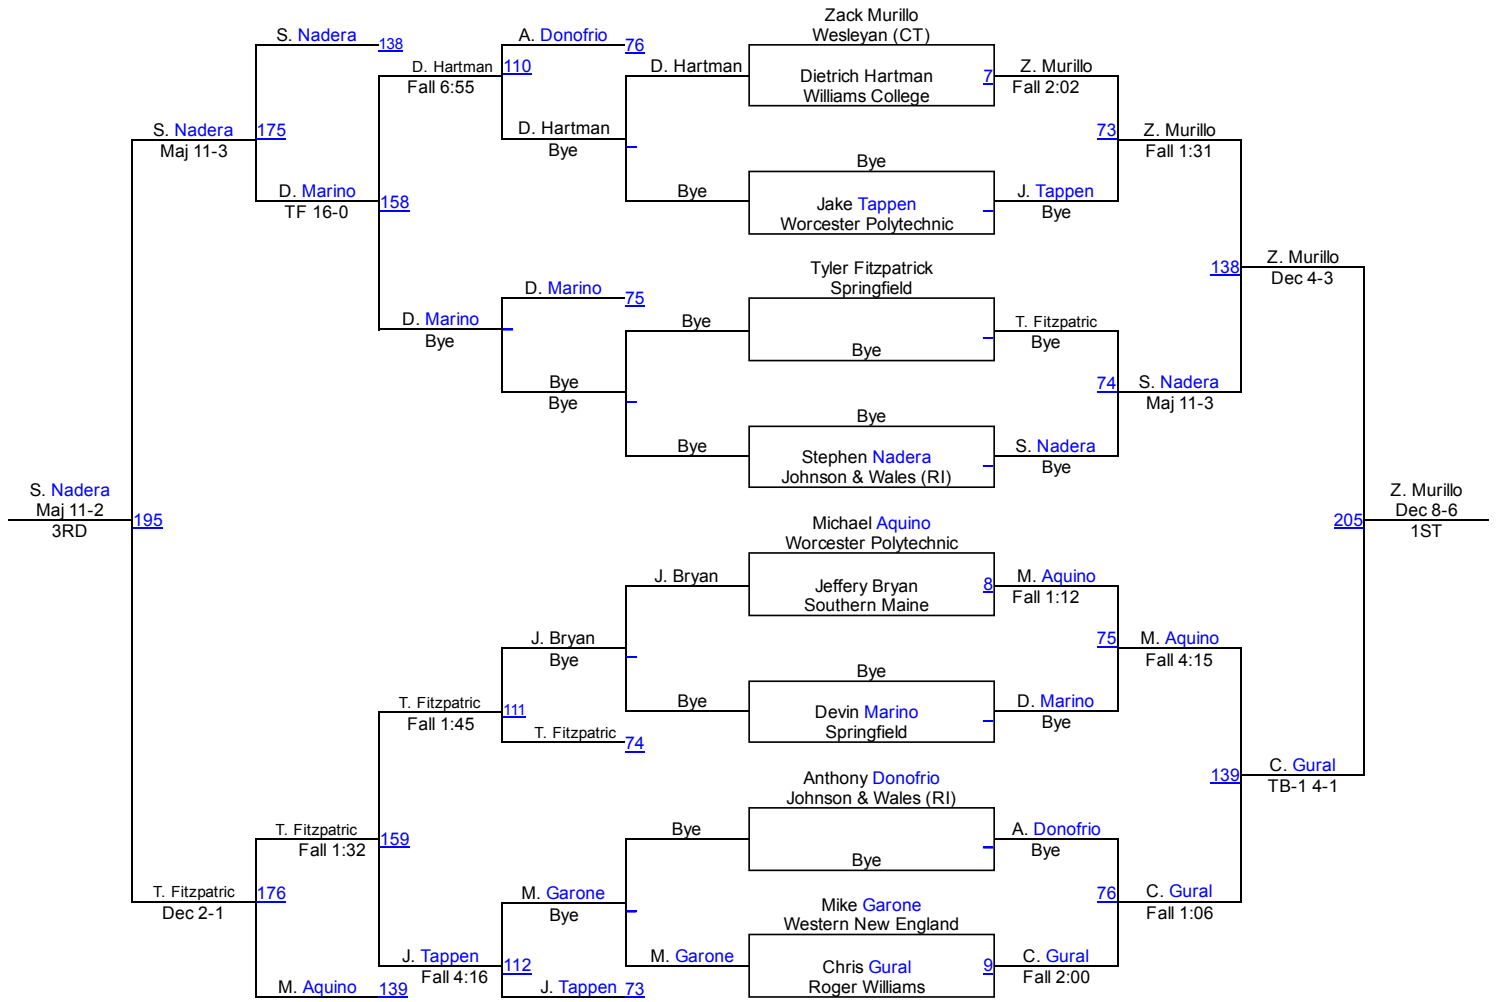 Zack Murillo
Wesleyan (CT)
S. Nadera 138
A. Donofrio 76
D. Hartman 110
Fall 6:55
D. Hartman
Dietrich Hartman 7
Williams College
Z. Murillo
Fall 2:02
S. Nadera 175
Maj 11-3
D. Hartman
Bye
Bye
73 Z. Murillo
Fall 1:31
D. Marino 158
TF 16-0
Bye
Jake Tappen
Worcester Polytechnic
J. Tappen
Bye
Tyler Fitzpatrick
Springfield
138 Z. Murillo
Dec 4-3
D. Marino 75
D. Marino
Bye
Bye
Bye
T. Fitzpatric
Bye
Bye
Bye
Bye
74 S. Nadera
Maj 11-3
Bye
Stephen Nadera
Johnson & Wales (RI)
S. Nadera
Bye
S. Nadera
Maj 11-2 195
3RD
Z. Murillo
205 Dec 8-6
1ST
Michael Aquino
Worcester Polytechnic
J. Bryan
Jeffery Bryan 8
Southern Maine
M. Aquino
Fall 1:12
J. Bryan
Bye
Bye
75 M. Aquino
Fall 4:15
T. Fitzpatric 111
Fall 1:45
Bye
Devin Marino
Springfield
D. Marino
Bye
T. Fitzpatric 74
Anthony Donofrio
Johnson & Wales (RI)
139 C. Gural
TB-1 4-1
T. Fitzpatric 159
Fall 1:32
Bye
Bye
A. Donofrio
Bye
T. Fitzpatric 176
Dec 2-1
M. Garone
Bye
Mike Garone
Western New England
76 C. Gural
Fall 1:06
J. Tappen 112
Fall 4:16
M. Garone
Chris Gural 9
Roger Williams
C. Gural
Fall 2:00
M. Aquino 139
J. Tappen 73